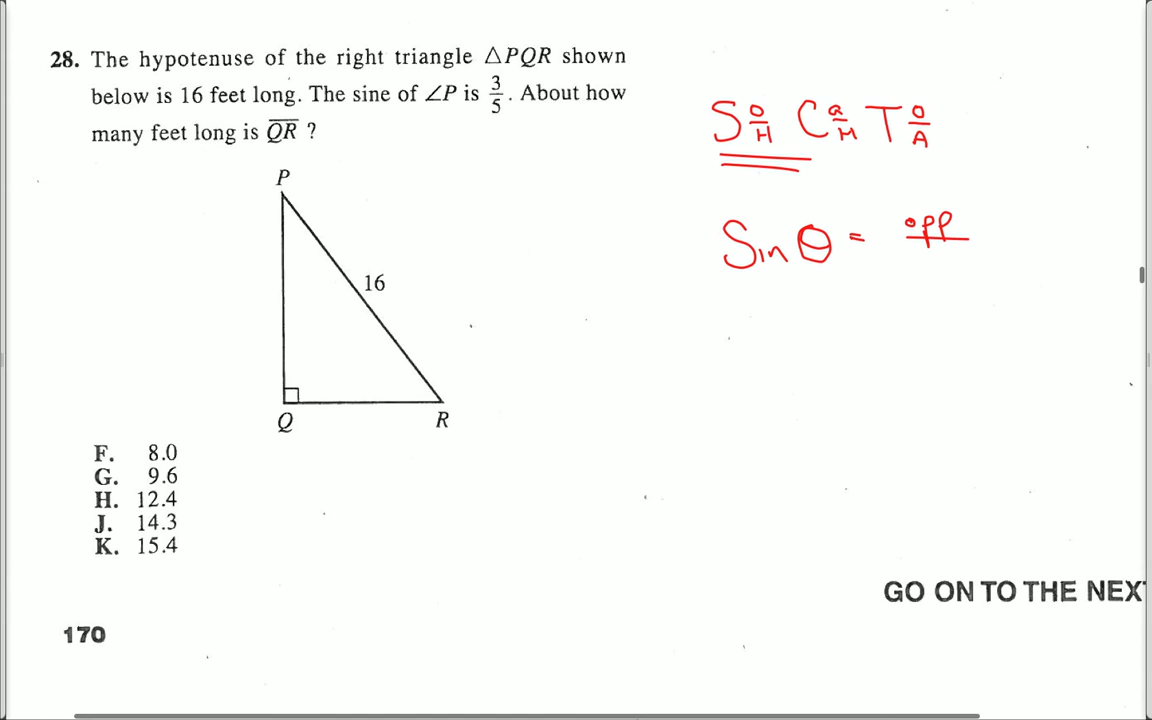 28. The hypotenuse of the right triangle △PQR shown
below is 16 feet long. The sine of ∠P is 3/5. About how
many feet long is QR ?
S O/H C a/H T O/A
Sin θ = opp
P
16
Q
R
F. 8.0
G. 9.6
H. 12.4
J. 14.3
K. 15.4
GO ON TO THE NEX
170